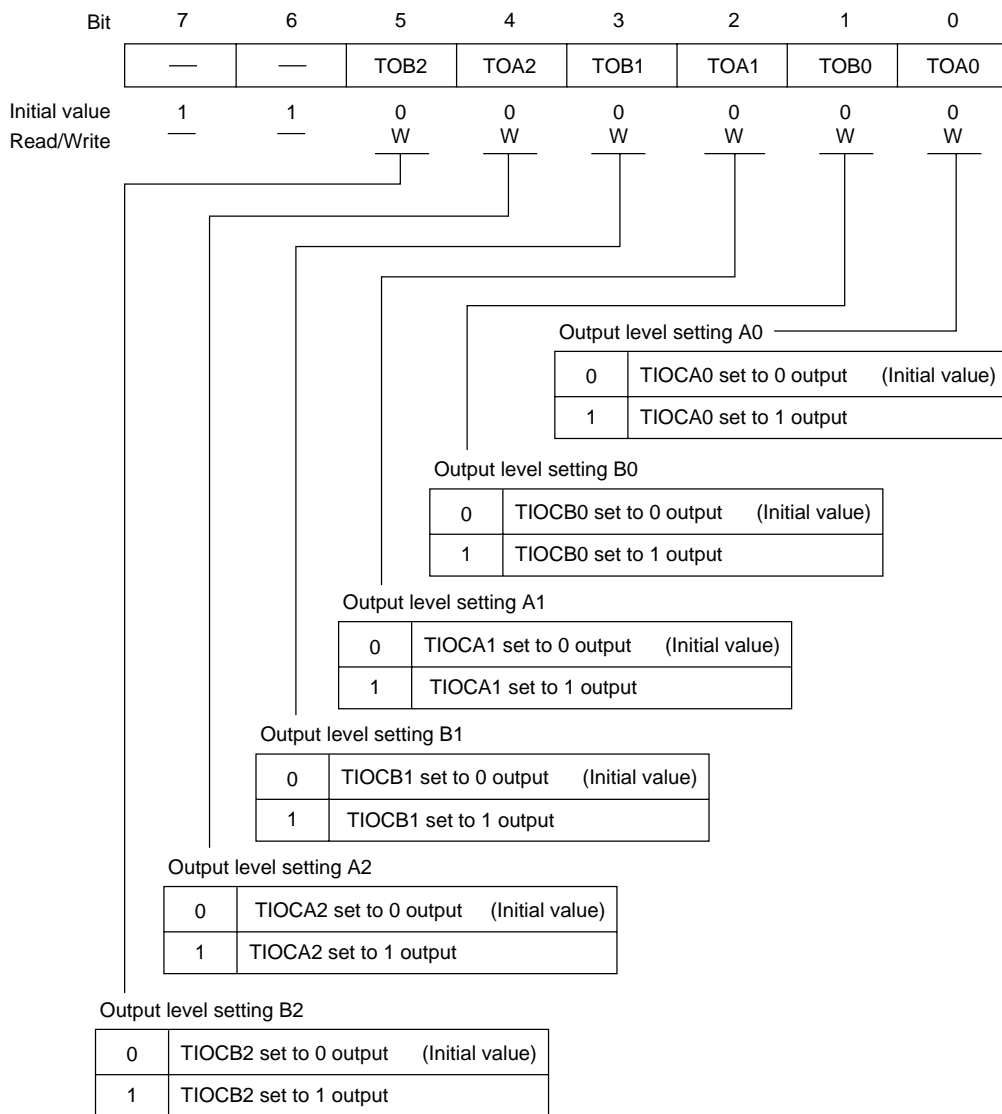 Bit 7 6 5 4 3 2 1 0
— — TOB2 TOA2 TOB1 TOA1 TOB0 TOA0
Initial value 1 1 0 0 0 0 0 0
Read/Write — — W W W W W W
Output level setting A0
0 TIOCA0 set to 0 output (Initial value)
1 TIOCA0 set to 1 output
Output level setting B0
0 TIOCB0 set to 0 output (Initial value)
1 TIOCB0 set to 1 output
Output level setting A1
0 TIOCA1 set to 0 output (Initial value)
1 TIOCA1 set to 1 output
Output level setting B1
0 TIOCB1 set to 0 output (Initial value)
1 TIOCB1 set to 1 output
Output level setting A2
0 TIOCA2 set to 0 output (Initial value)
1 TIOCA2 set to 1 output
Output level setting B2
0 TIOCB2 set to 0 output (Initial value)
1 TIOCB2 set to 1 output